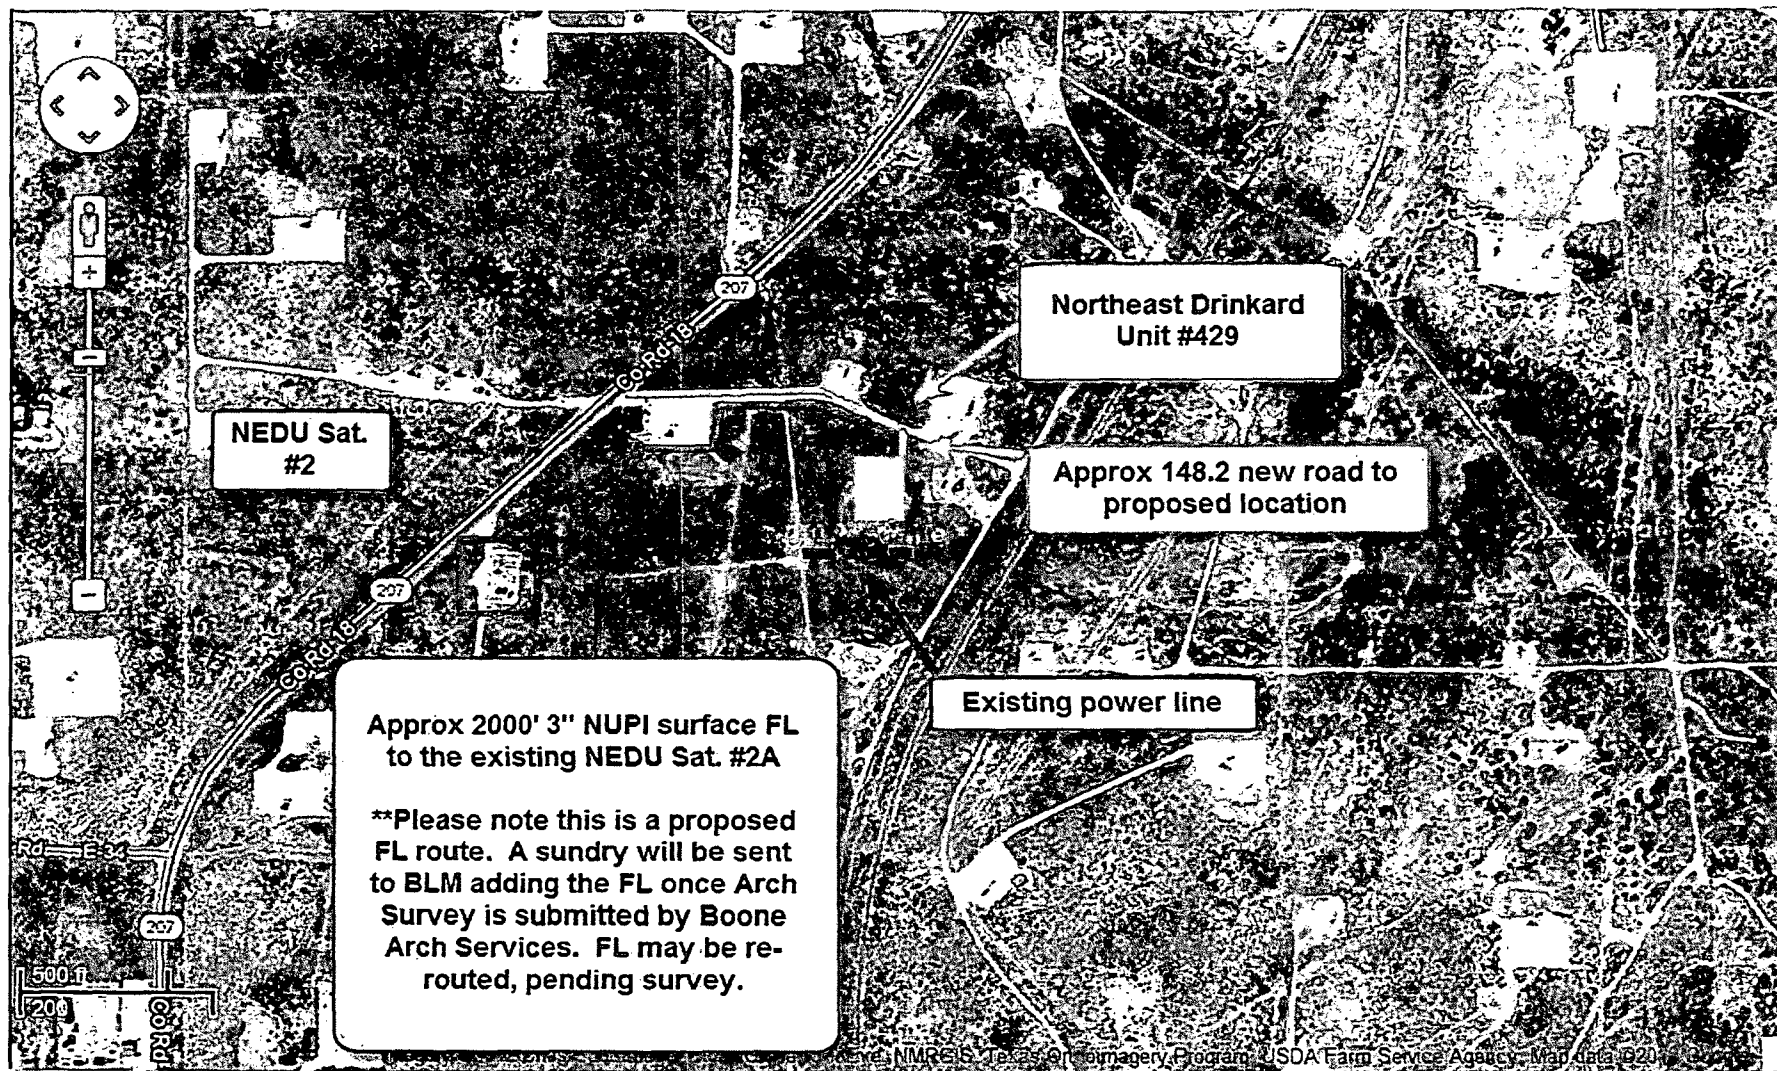 207
Co Rd 18
Northeast Drinkard
Unit #429
NEDU Sat.
#2
Approx 148.2 new road to
proposed location
207
Co Rd 18
Existing power line
Approx 2000' 3" NUPI surface FL
to the existing NEDU Sat. #2A
**Please note this is a proposed
FL route. A sundry will be sent
to BLM adding the FL once Arch
Survey is submitted by Boone
Arch Services. FL may be re-
routed, pending survey.
Rd
207
500 ft
200
Co Rd
NMRGIS, Texas Orthoimagery Program, USDA Farm Service Agency, Map data